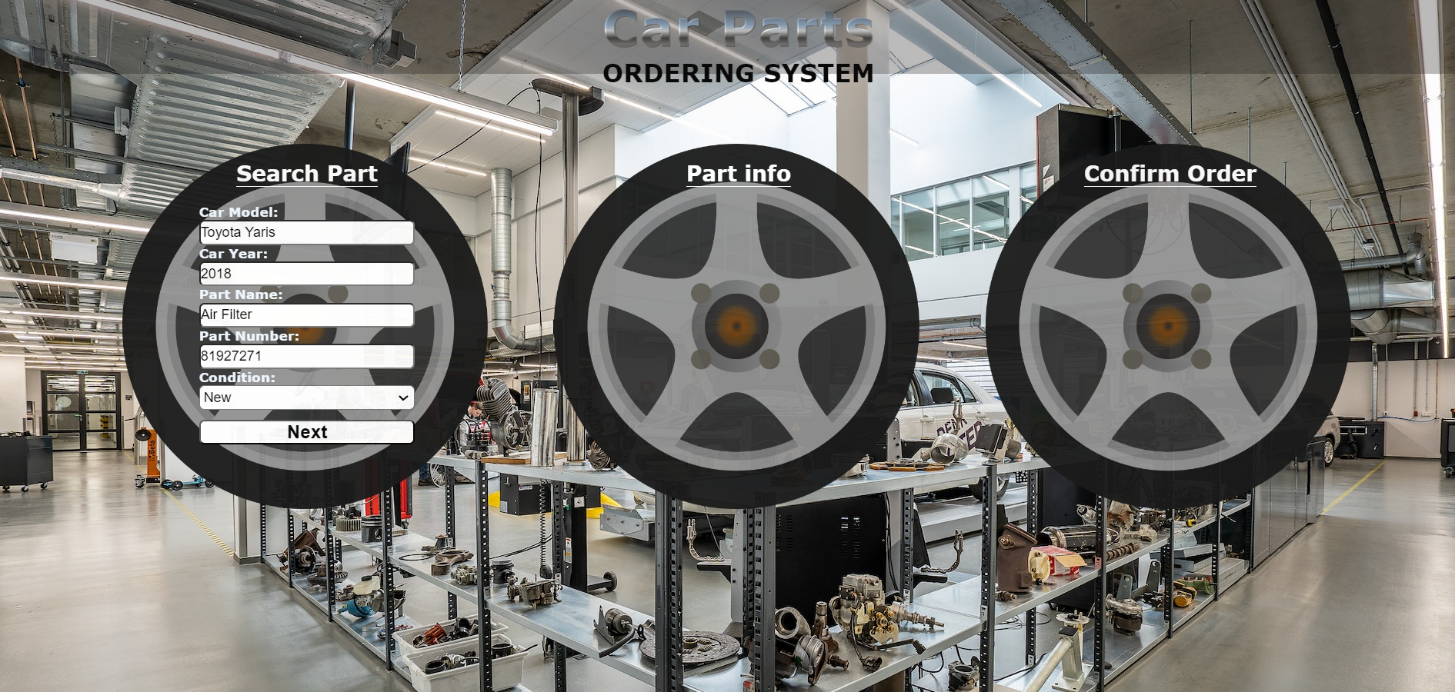 Car Parts
ORDERING SYSTEM
Search Part
Car Model:
Toyota Yaris
Car Year:
2018
Part Name:
Air Filter
Part Number:
81927271
Condition:
New
Next
Part info
Confirm Order